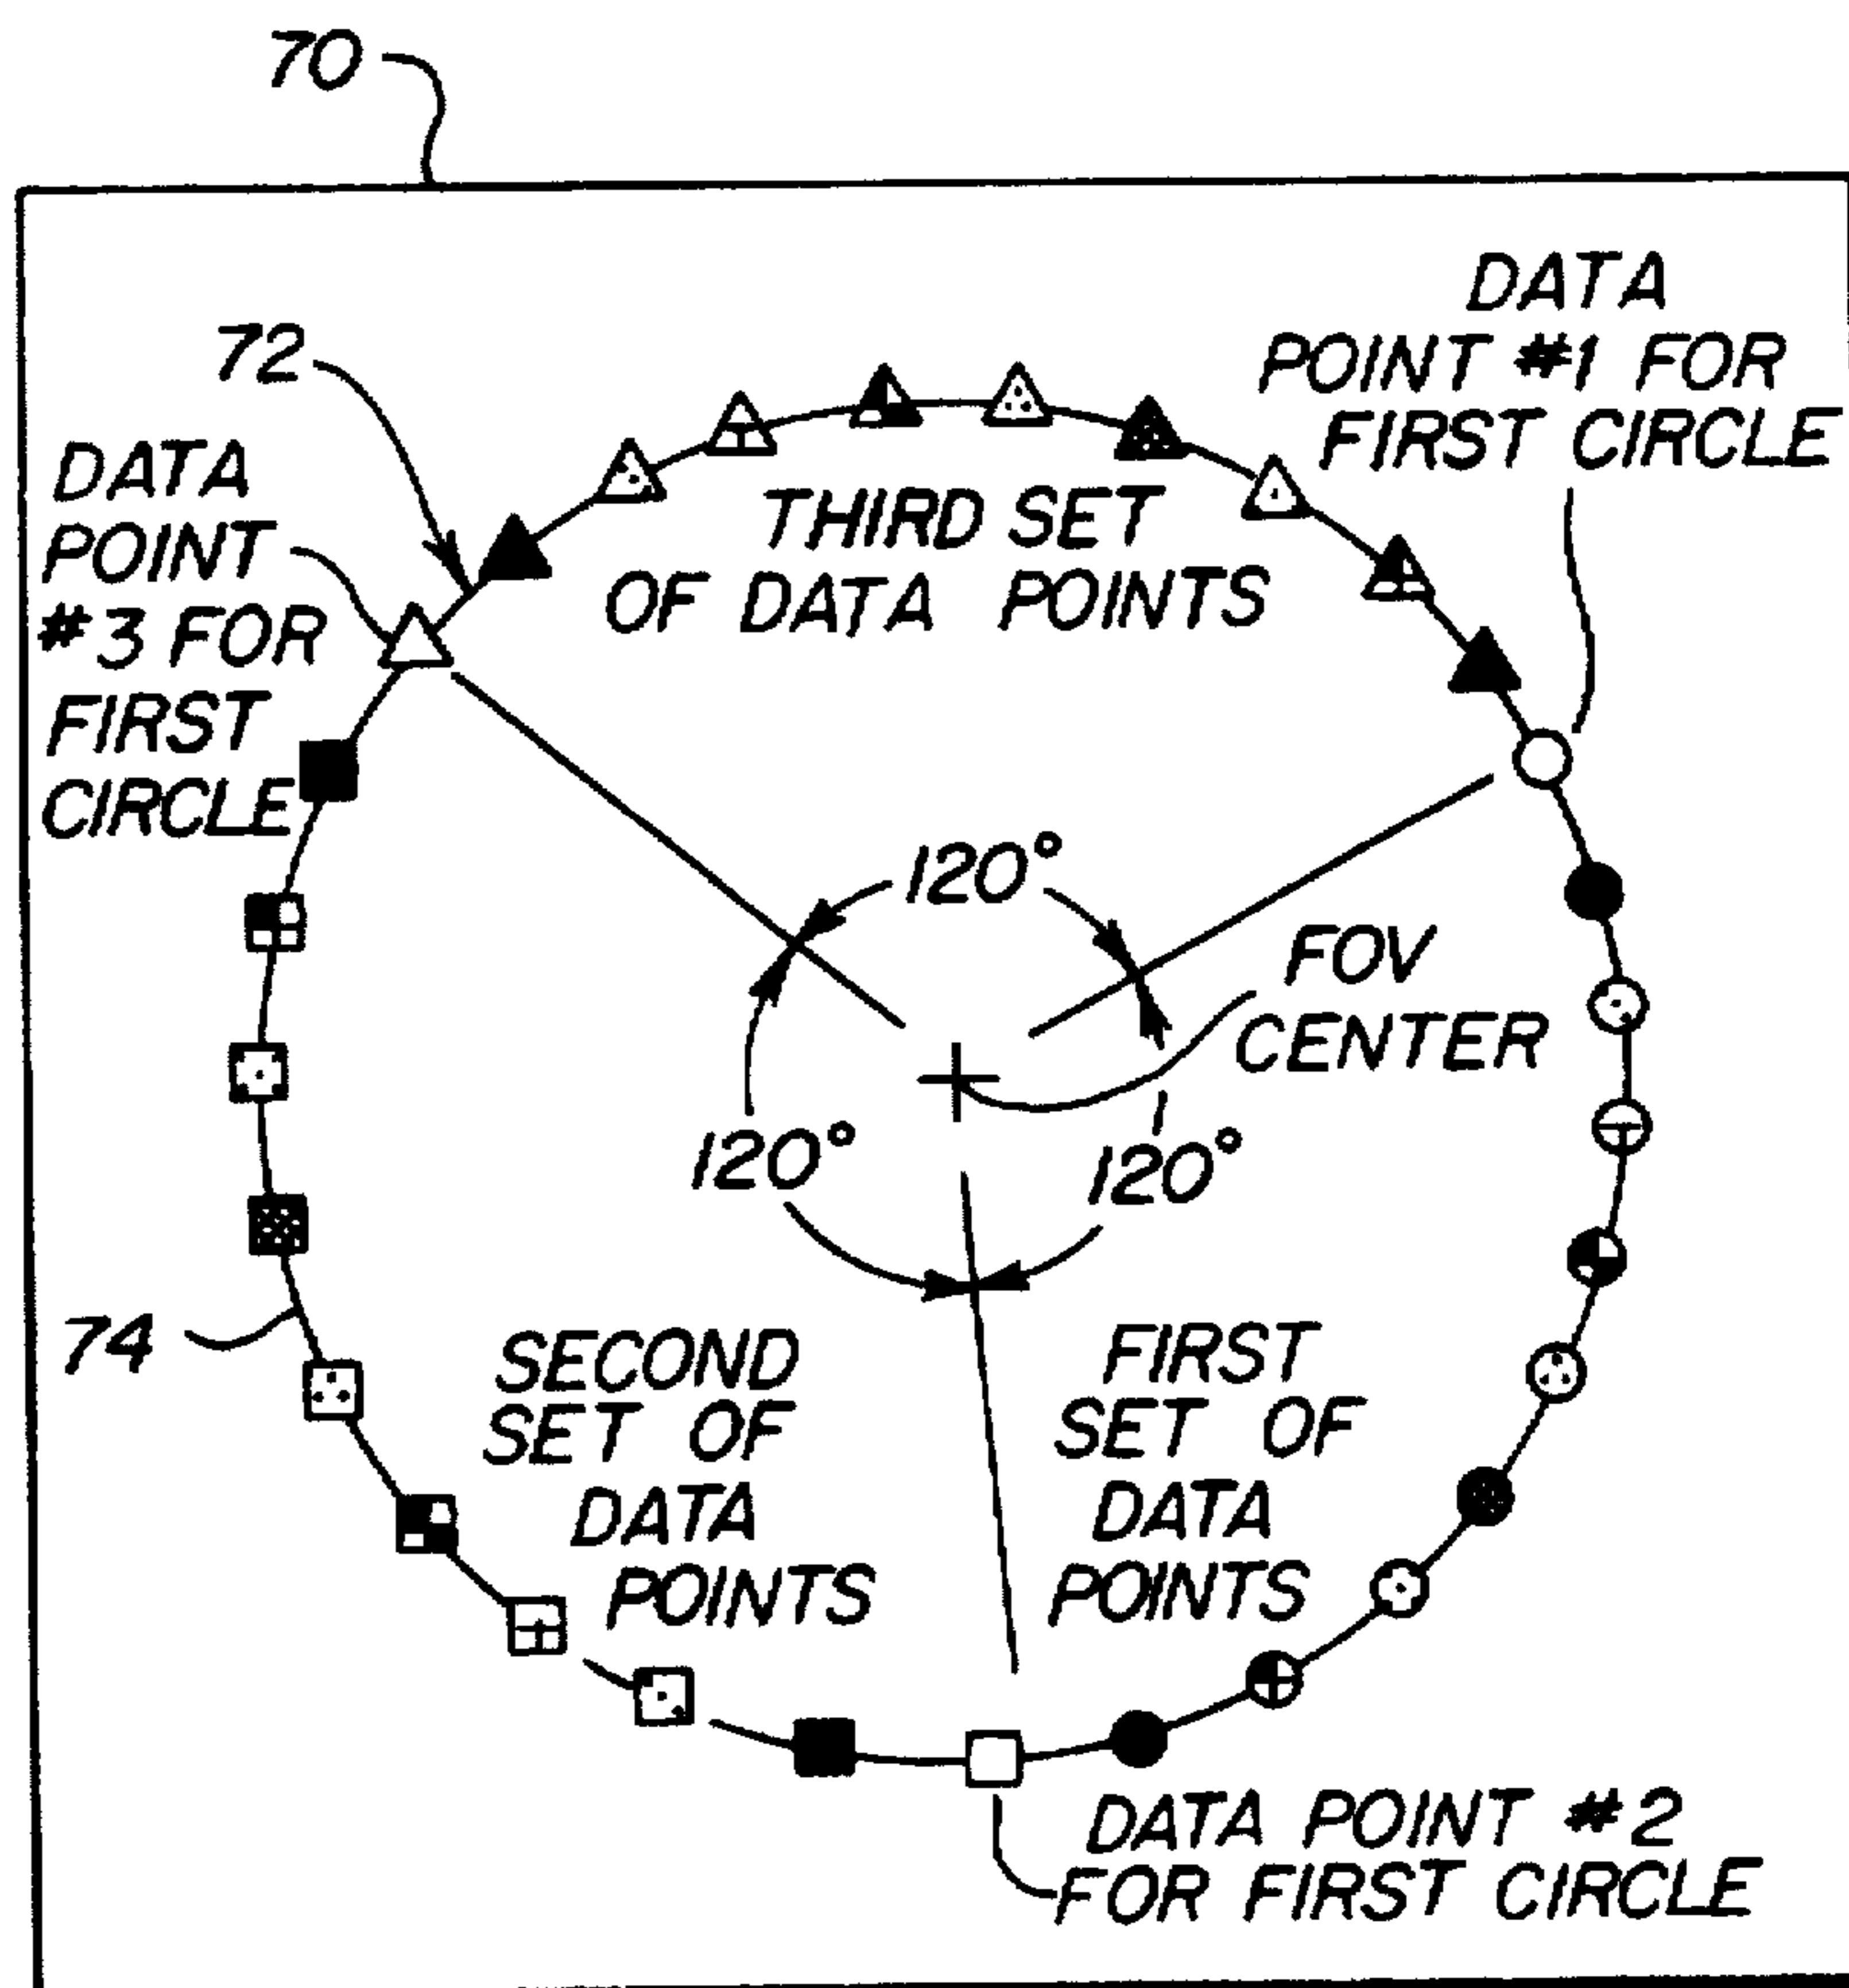 70
72
DATA
POINT #1 FOR
FIRST CIRCLE
DATA
POINT
#3 FOR
FIRST
CIRCLE
THIRD SET
OF DATA POINTS
120°
FOV
CENTER
120°
120°
74
SECOND
SET OF
DATA
POINTS
FIRST
SET OF
DATA
POINTS
DATA POINT #2
FOR FIRST CIRCLE